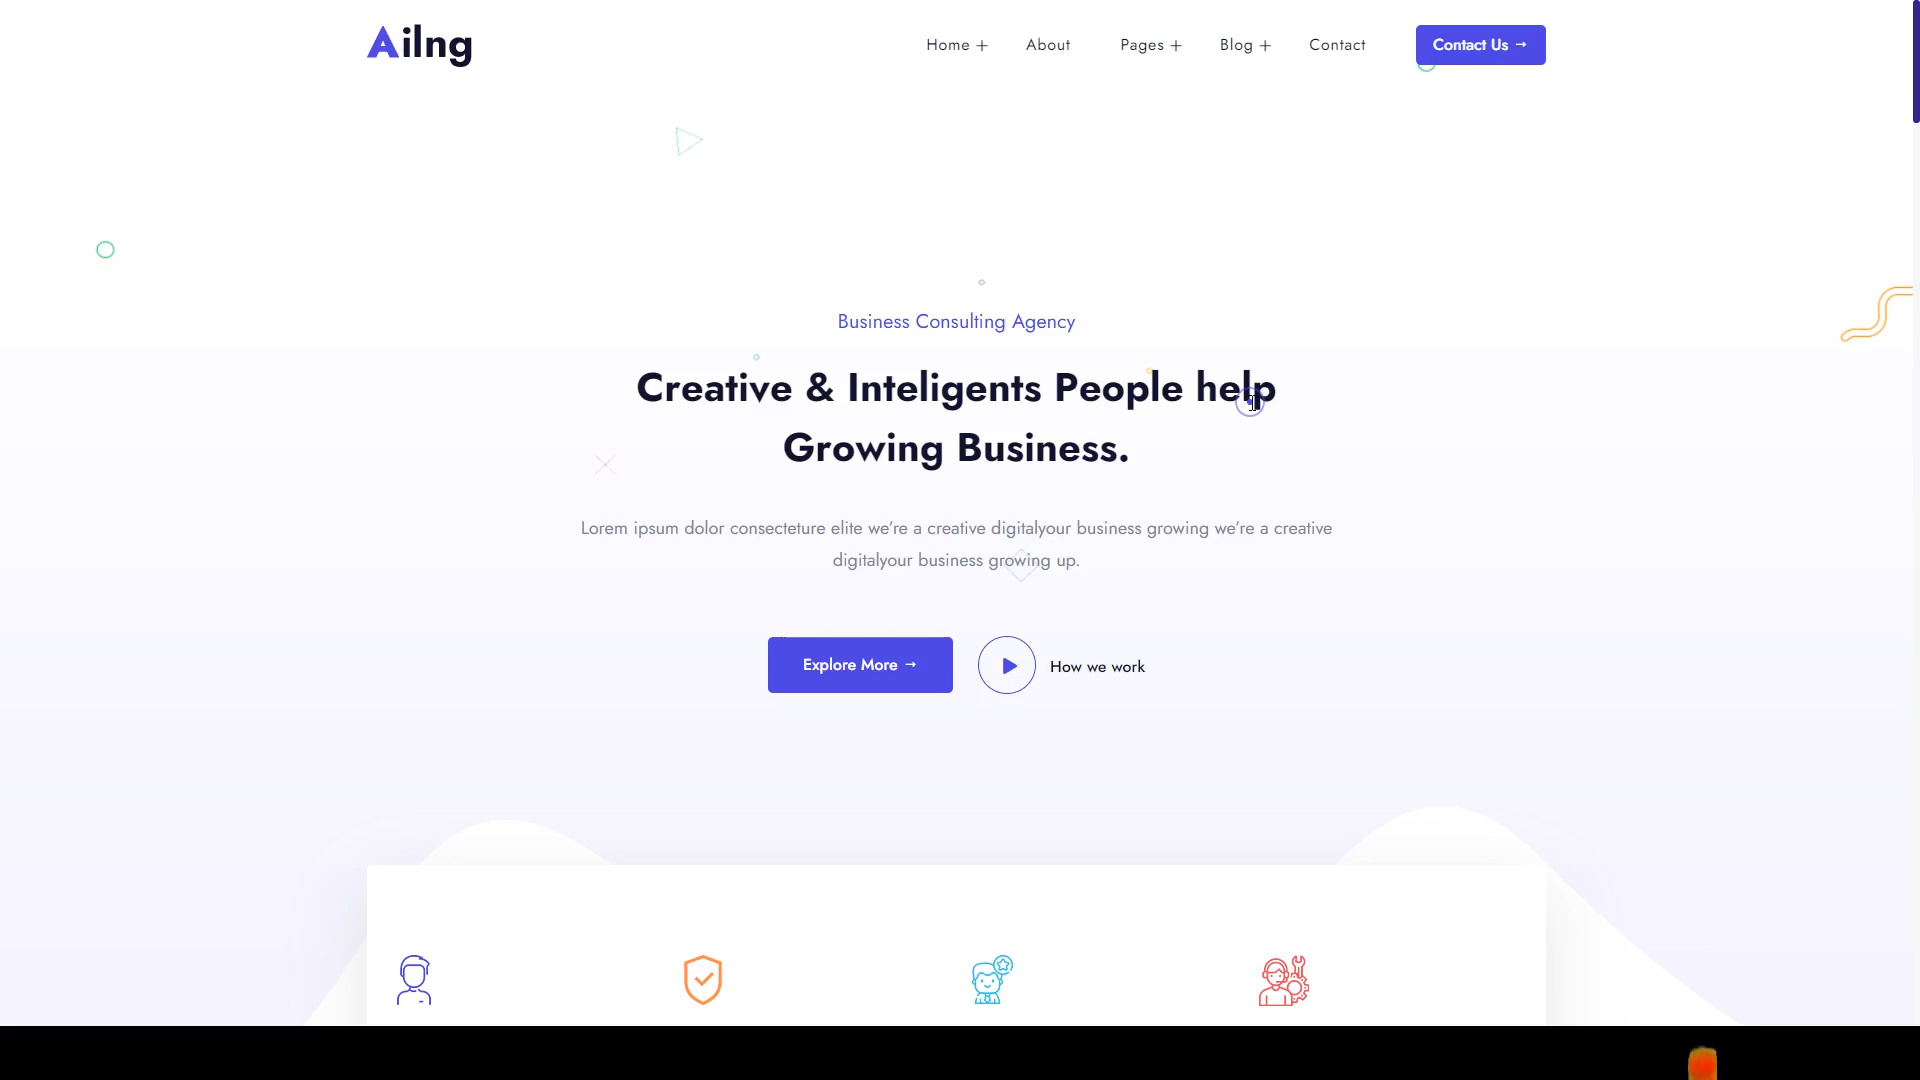 Ailng
Home +
About
Pages +
Blog +
Contact
Contact Us →
Business Consulting Agency
Creative & Inteligents People help
Growing Business.
Lorem ipsum dolor consecteture elite we're a creative digitalyour business growing we're a creative
digitalyour business growing up.
Explore More →
How we work